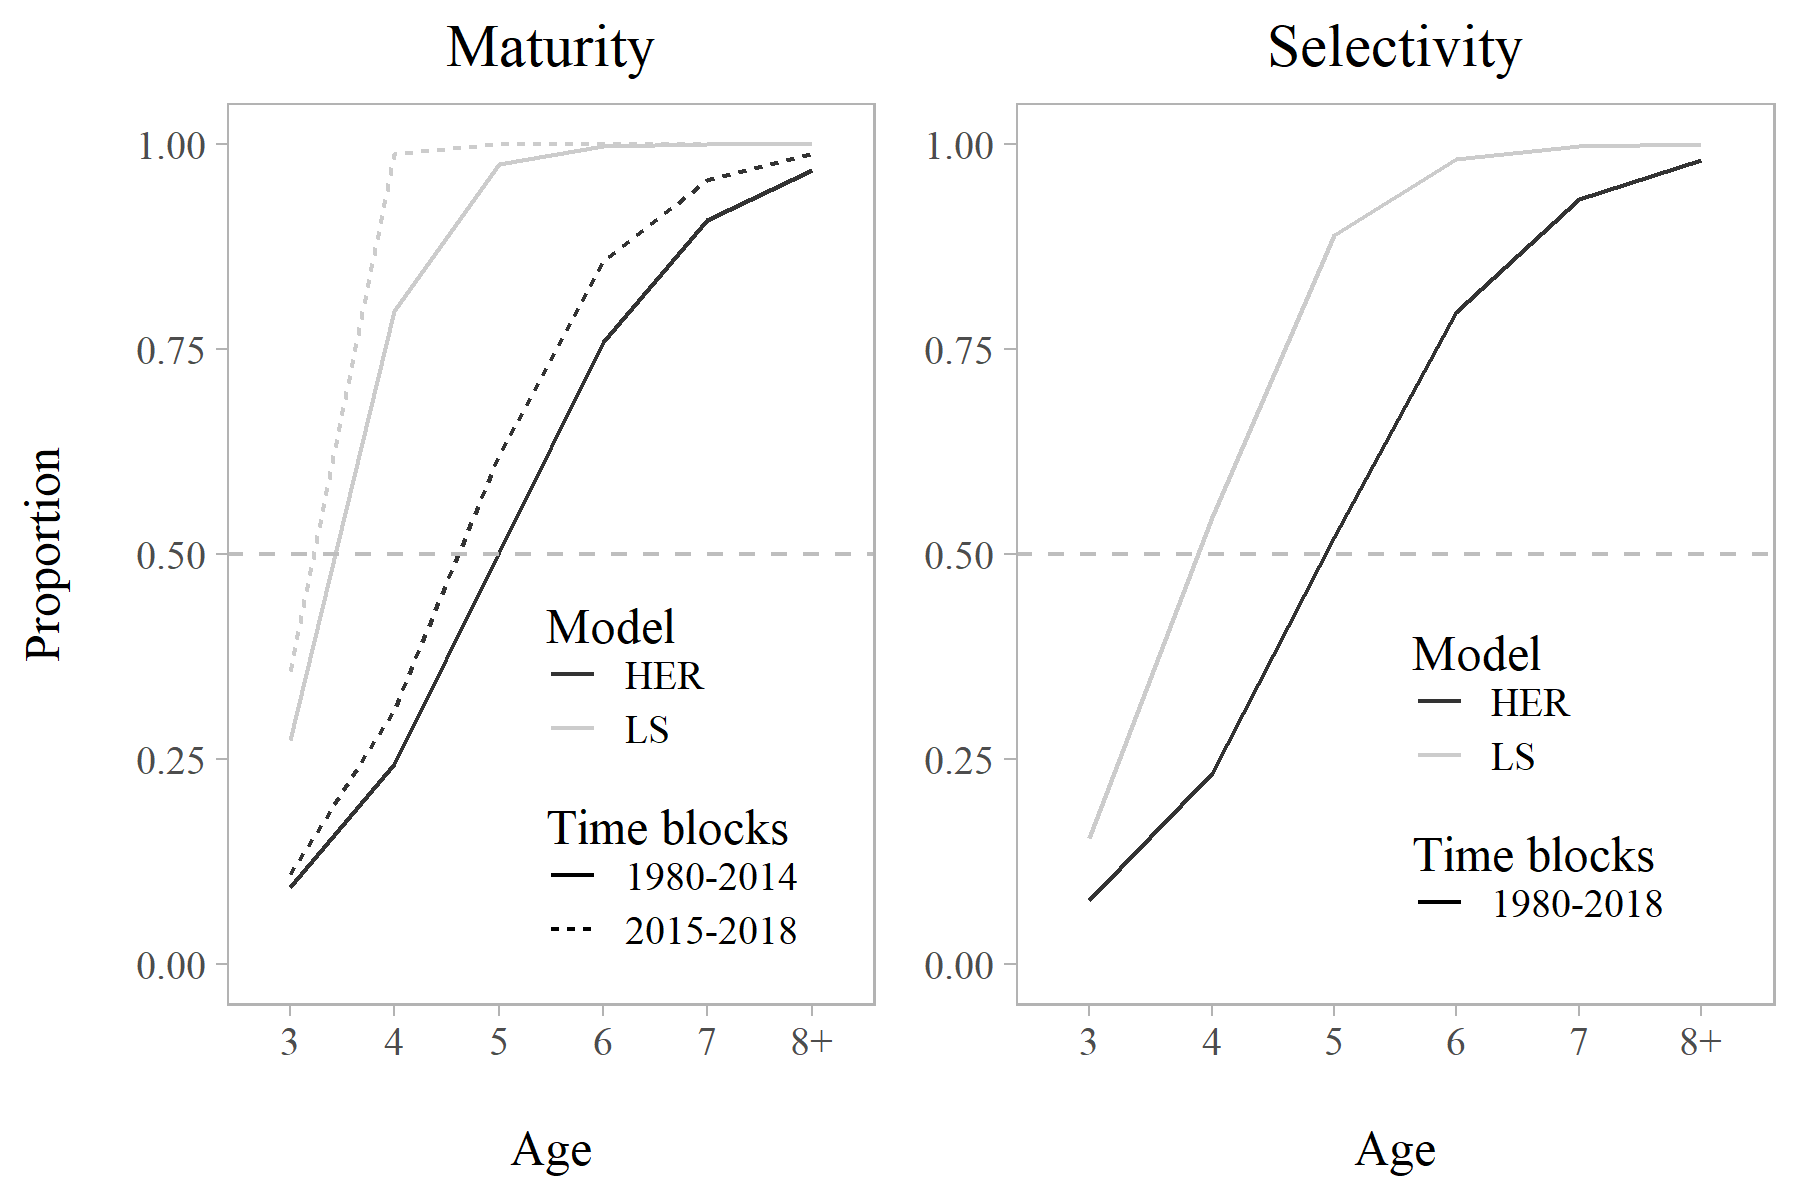 Maturity
Selectivity
Proportion
1.00
0.75
0.50
0.25
0.00
3 4 5 6 7 8+
Age
Model
HER
LS
Time blocks
1980-2014
2015-2018
1.00
0.75
0.50
0.25
0.00
3 4 5 6 7 8+
Age
Model
HER
LS
Time blocks
1980-2018